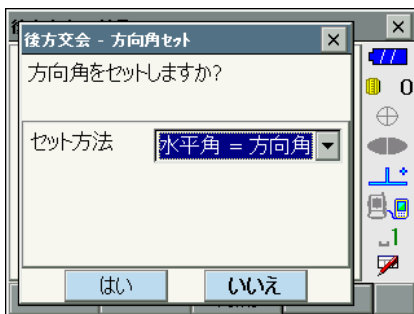 後方交会 - 方向角ｾｯﾄ
方向角をｾｯﾄしますか?
ｾｯﾄ方法
水平角 = 方向角
はい
いいえ
0
1